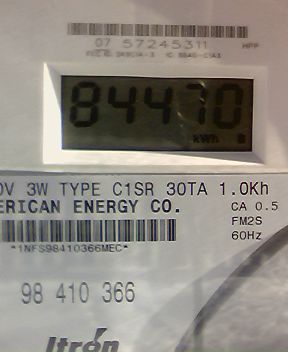 07 57245311
84470
kWh
0V 3W TYPE C1SR 30TA 1.0Kh
ERICAN ENERGY CO.
CA 0.5
FM2S
60Hz
*1NFS98410366MEC*
98 410 366
Itrón